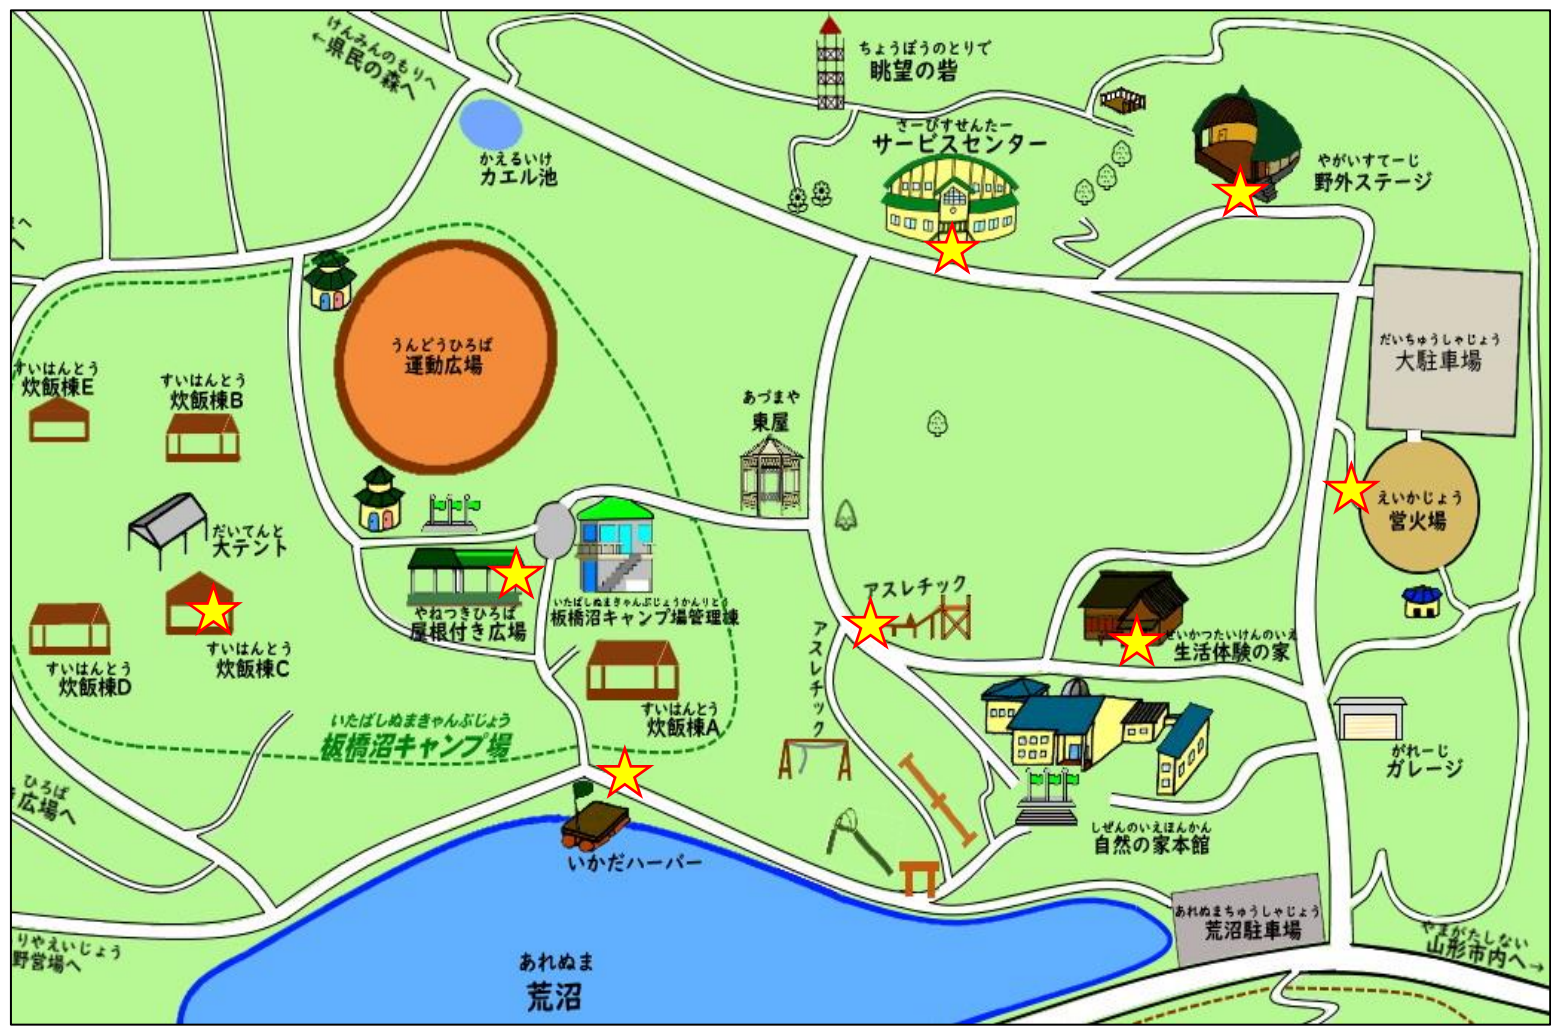 けんみんのもりへ
←県民の森へ
ちょうぼうのとりで
眺望の砦
さーびすせんたー
サービスセンター
かえるいけ
カエル池
やがいすてーじ
野外ステージ
うんどうひろば
運動広場
だいちゅうしゃじょう
大駐車場
すいはんとう
炊飯棟E
すいはんとう
炊飯棟B
あづまや
東屋
えいかじょう
営火場
だいてんと
大テント
やねつきひろば
屋根付き広場
いたばしぬまきゃんぷじょうかんりとう
板橋沼キャンプ場管理棟
アスレチック
アスレチック
せいかつたいけんのいえ
生活体験の家
すいはんとう
炊飯棟C
すいはんとう
炊飯棟D
すいはんとう
炊飯棟A
いたばしぬまきゃんぷじょう
板橋沼キャンプ場
がれーじ
ガレージ
ひろば
広場へ
いかだハーバー
しぜんのいえほんかん
自然の家本館
あれぬまちゅうしゃじょう
荒沼駐車場
やまがたしない
山形市内へ→
りやえいじょう
野営場へ
あれぬま
荒沼